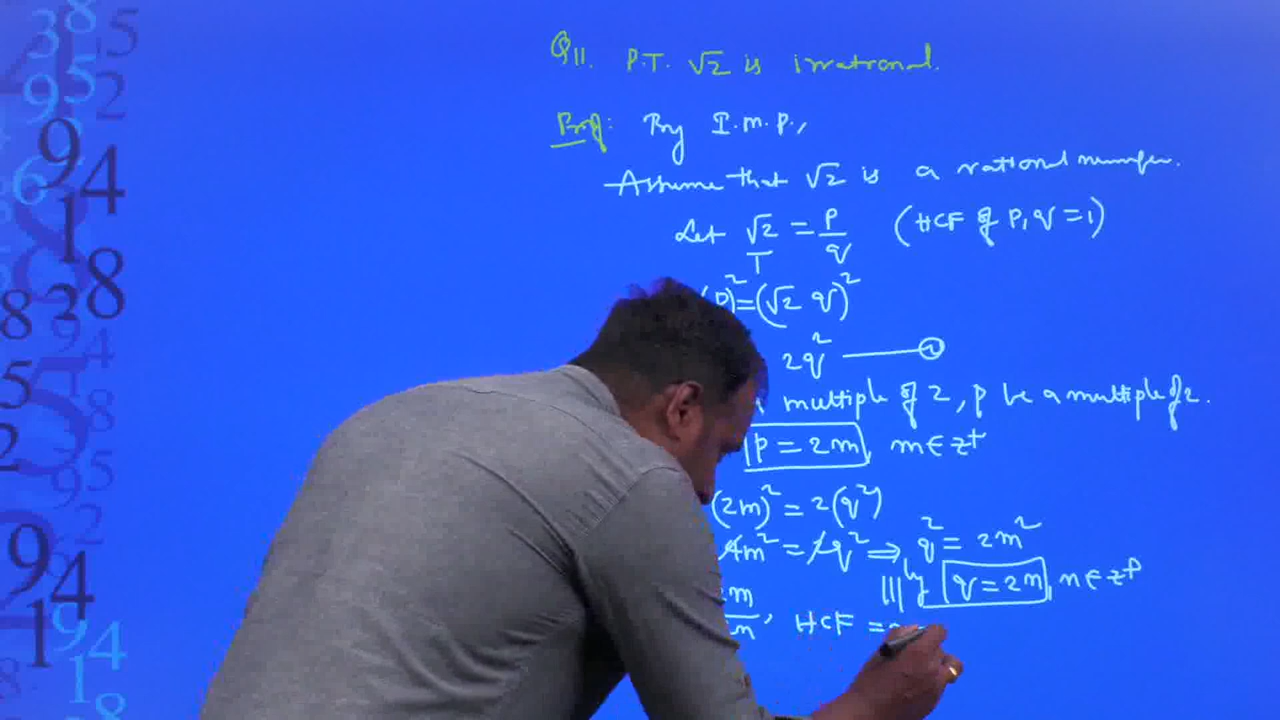 Q11. P.T. √2 is irrational.
Proof: By I.M.P.,
Assume that √2 is a rational number.
Let √2 = p/q (HCF of p, q = 1)
(p)² = (√2 q)²
2q² — 2
multiple of 2, p be a multiple of 2.
p = 2m, m ∈ z⁺
(2m)² = 2(q²)
4m² = 2q² ⇒ q² = 2m²
|||ly q = 2n, n ∈ z⁺
HCF =